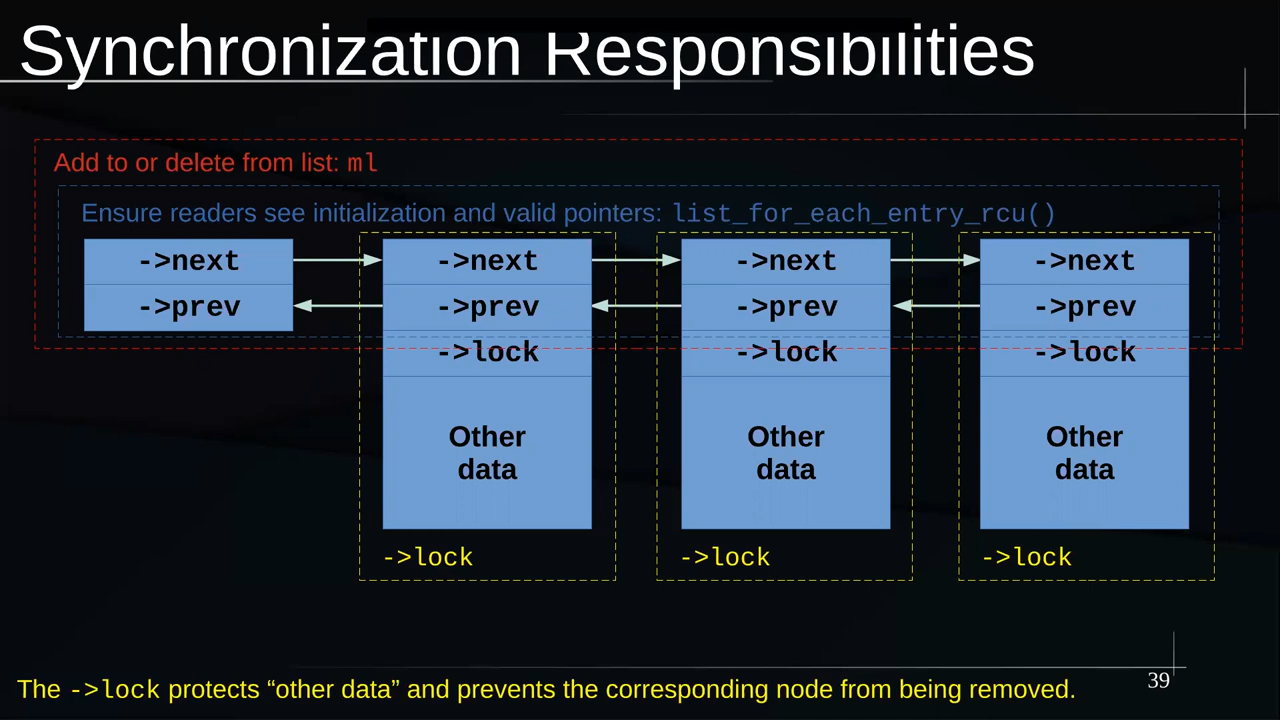 Synchronization Responsibilities
Add to or delete from list: ml
Ensure readers see initialization and valid pointers: list_for_each_entry_rcu()
->next ->next ->next ->next
->prev ->prev ->prev ->prev
->lock ->lock ->lock
Other Other Other
data data data
->lock ->lock ->lock
The ->lock protects “other data” and prevents the corresponding node from being removed.
39